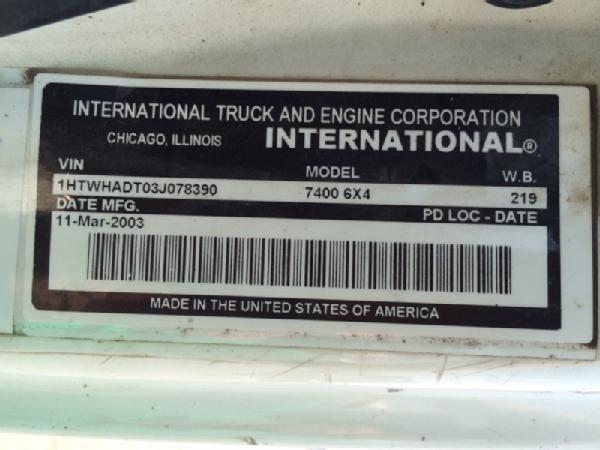 INTERNATIONAL TRUCK AND ENGINE CORPORATION
CHICAGO, ILLINOIS INTERNATIONAL®
VIN MODEL W.B.
1HTWHADT03J078390 7400 6X4 219
DATE MFG. PD LOC - DATE
11-Mar-2003
MADE IN THE UNITED STATES OF AMERICA